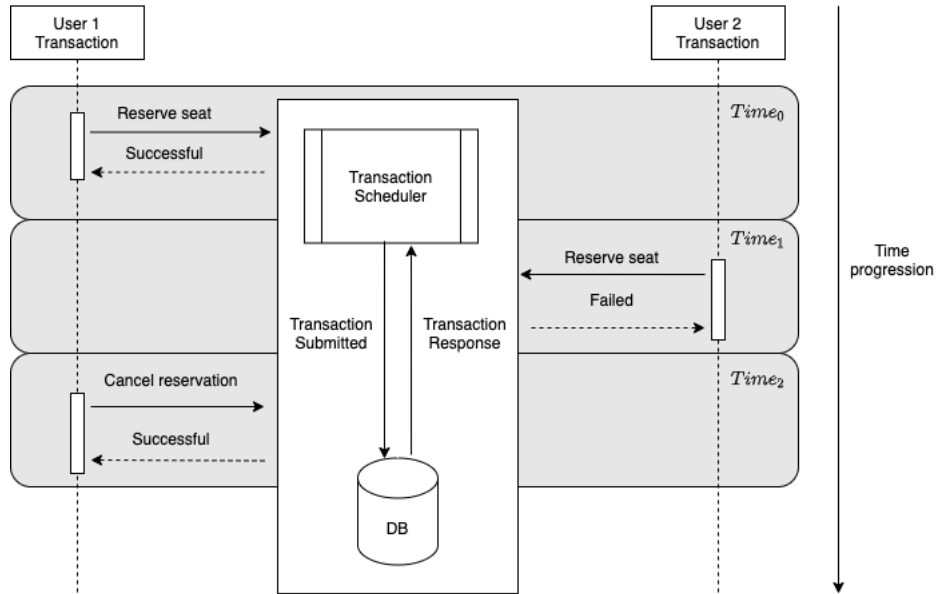 User 1
Transaction
User 2
Transaction
Reserve seat
Successful
Time₀
Transaction
Scheduler
Time₁
Reserve seat
Failed
Time
progression
Transaction
Submitted
Transaction
Response
Cancel reservation
Time₂
Successful
DB